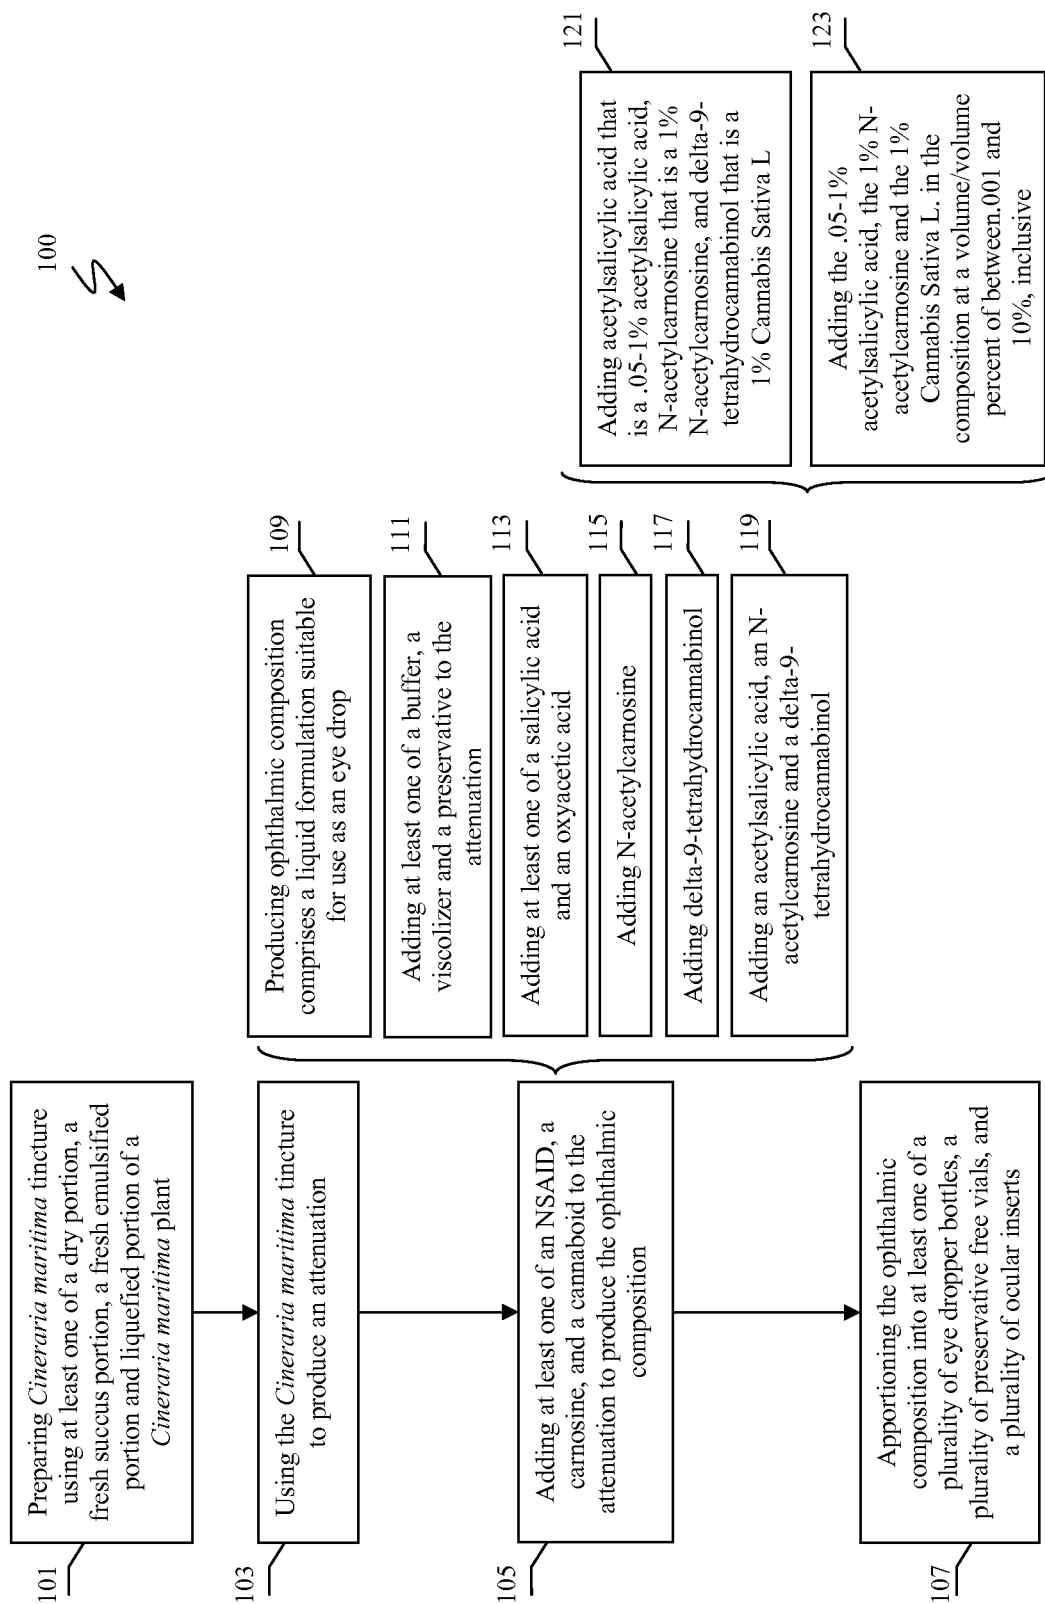 100
101
Preparing Cineraria maritima tincture
using at least one of a dry portion, a
fresh succus portion, a fresh emulsified
portion and liquefied portion of a
Cineraria maritima plant
103
Using the Cineraria maritima tincture
to produce an attenuation
105
Adding at least one of an NSAID, a
carnosine, and a cannaboid to the
attenuation to produce the ophthalmic
composition
107
Apportioning the ophthalmic
composition into at least one of a
plurality of eye dropper bottles, a
plurality of preservative free vials, and
a plurality of ocular inserts
109
Producing ophthalmic composition
comprises a liquid formulation suitable
for use as an eye drop
111
Adding at least one of a buffer, a
viscolizer and a preservative to the
attenuation
113
Adding at least one of a salicylic acid
and an oxyacetic acid
115
Adding N-acetylcarnosine
117
Adding delta-9-tetrahydrocannabinol
119
Adding an acetylsalicylic acid, an N-
acetylcarnosine and a delta-9-
tetrahydrocannabinol
121
Adding acetylsalicylic acid that
is a .05-1% acetylsalicylic acid,
N-acetylcarnosine that is a 1%
N-acetylcarnosine, and delta-9-
tetrahydrocannabinol that is a
1% Cannabis Sativa L
123
Adding the .05-1%
acetylsalicylic acid, the 1% N-
acetylcarnosine and the 1%
Cannabis Sativa L. in the
composition at a volume/volume
percent of between.001 and
10%, inclusive